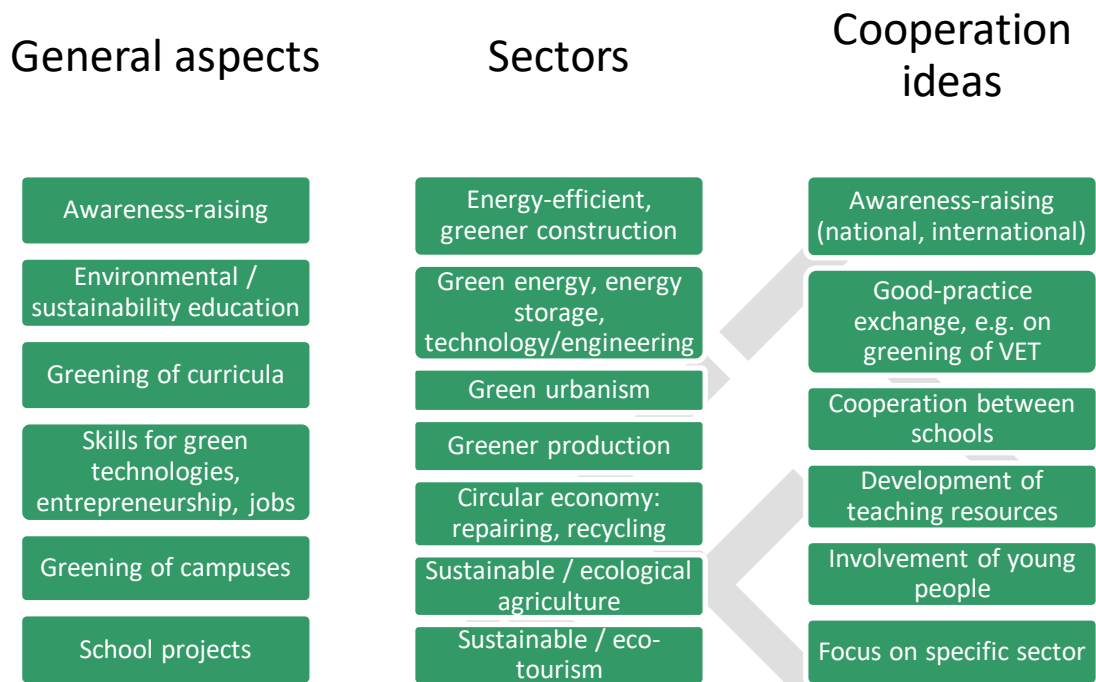 General aspects
Awareness-raising
Environmental /
sustainability education
Greening of curricula
Skills for green
technologies,
entrepreneurship, jobs
Greening of campuses
School projects
Sectors
Energy-efficient,
greener construction
Green energy, energy
storage,
technology/engineering
Green urbanism
Greener production
Circular economy:
repairing, recycling
Sustainable / ecological
agriculture
Sustainable / eco-
tourism
Cooperation
ideas
Awareness-raising
(national, international)
Good-practice
exchange, e.g. on
greening of VET
Cooperation between
schools
Development of
teaching resources
Involvement of young
people
Focus on specific sector